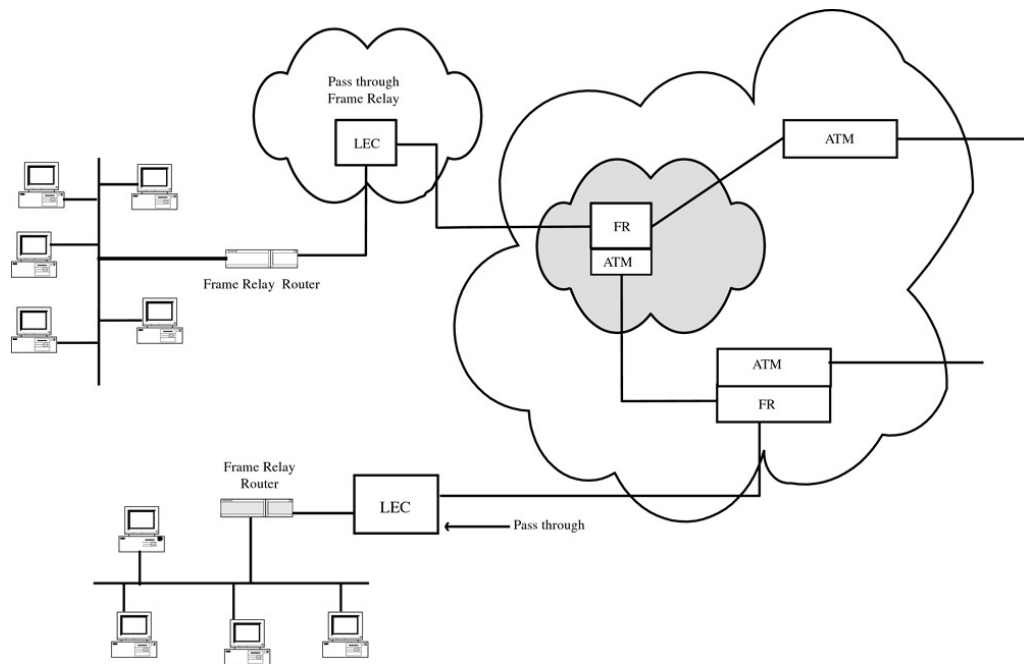 Pass through
Frame Relay
LEC
ATM
FR
ATM
Frame Relay Router
ATM
FR
Frame Relay
Router
LEC
Pass through